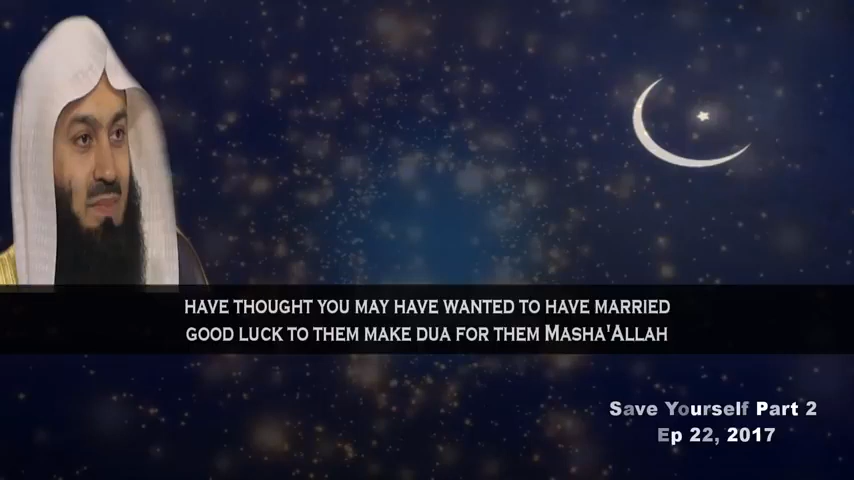 HAVE THOUGHT YOU MAY HAVE WANTED TO HAVE MARRIED
GOOD LUCK TO THEM MAKE DUA FOR THEM MASHA'ALLAH
Save Yourself Part 2
Ep 22, 2017